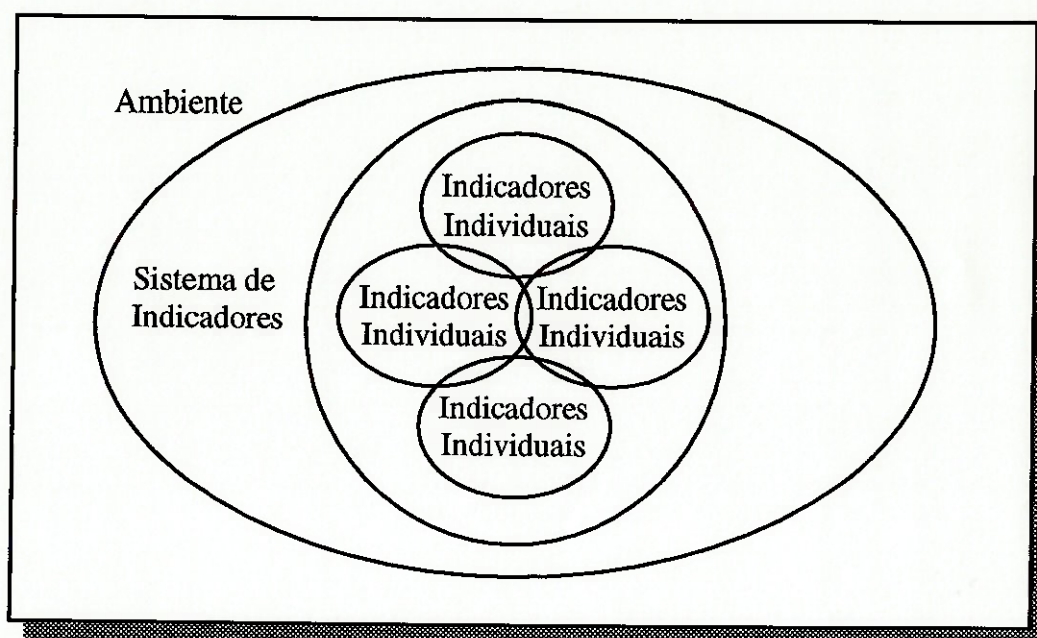 Ambiente
Indicadores
Individuais
Sistema de
Indicadores
Indicadores
Individuais
Indicadores
Individuais
Indicadores
Individuais